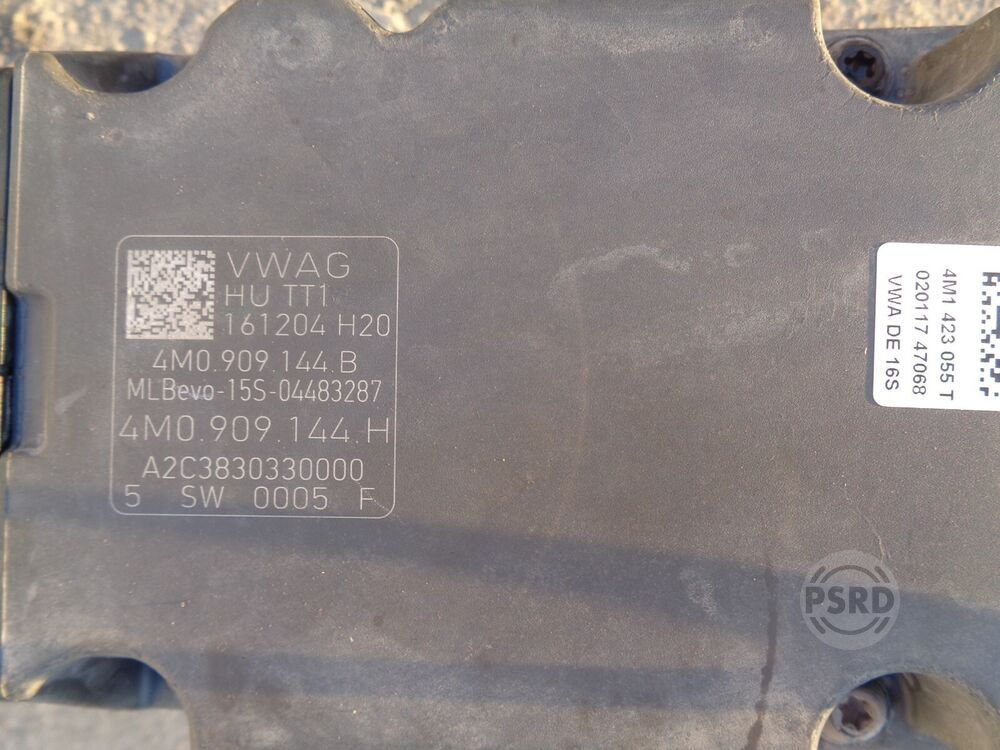 VWAG
HU TT1
161204 H20
4M0.909.144.B
MLBevo-15S-04483287
4M0.909.144.H
A2C3830330000
5 SW 0005 F
4M1 423 055 T
020117 47068
VWA DE 16S
PSRD